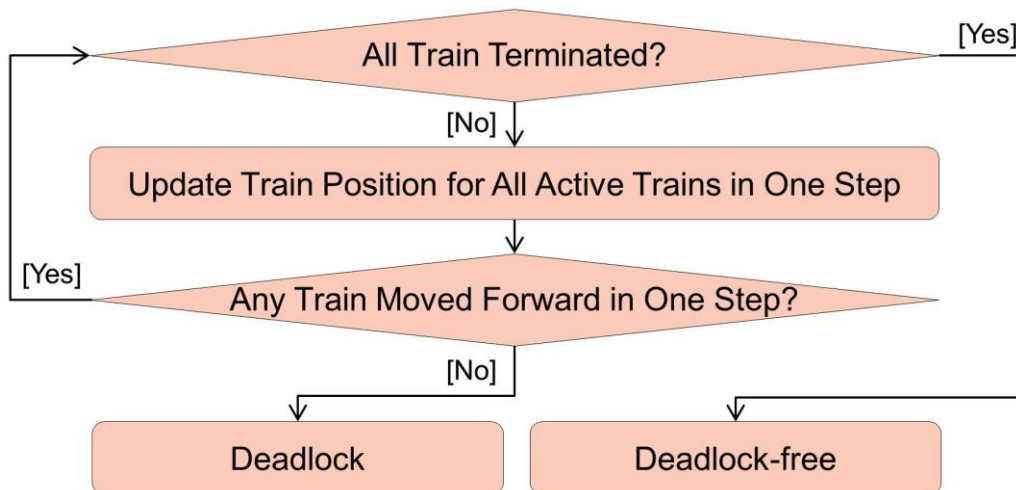 All Train Terminated?
[Yes]
[No]
Update Train Position for All Active Trains in One Step
[Yes]
Any Train Moved Forward in One Step?
[No]
Deadlock
Deadlock-free